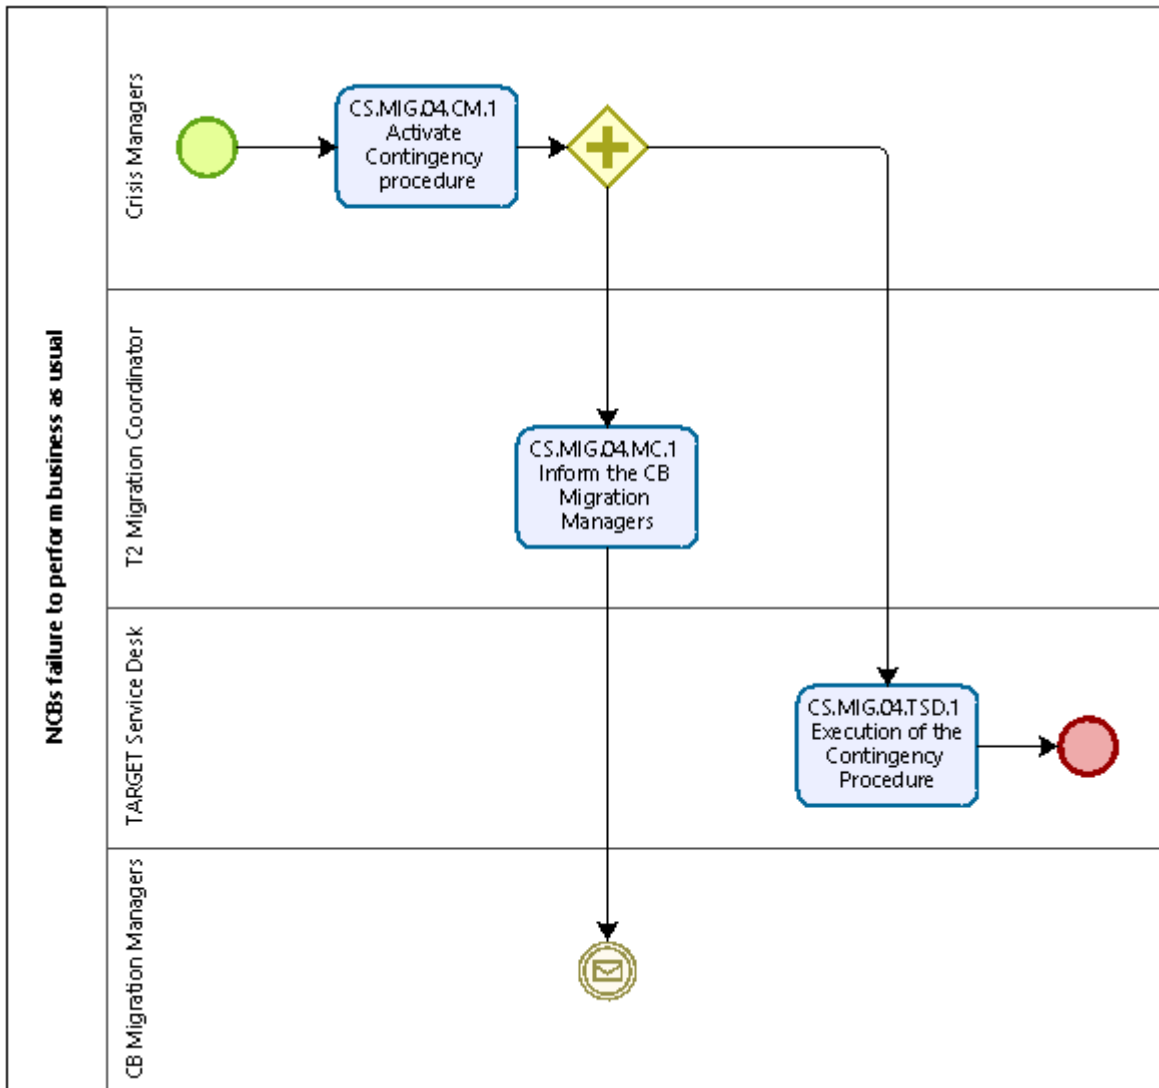 NCBs failure to perform business as usual
Crisis Managers
CS.MIG.04.CM.1
Activate
Contingency
procedure
T2 Migration Coordinator
CS.MIG.04.MC.1
Inform the CB
Migration
Managers
TARGET Service Desk
CS.MIG.04.TSD.1
Execution of the
Contingency
Procedure
CB Migration Managers